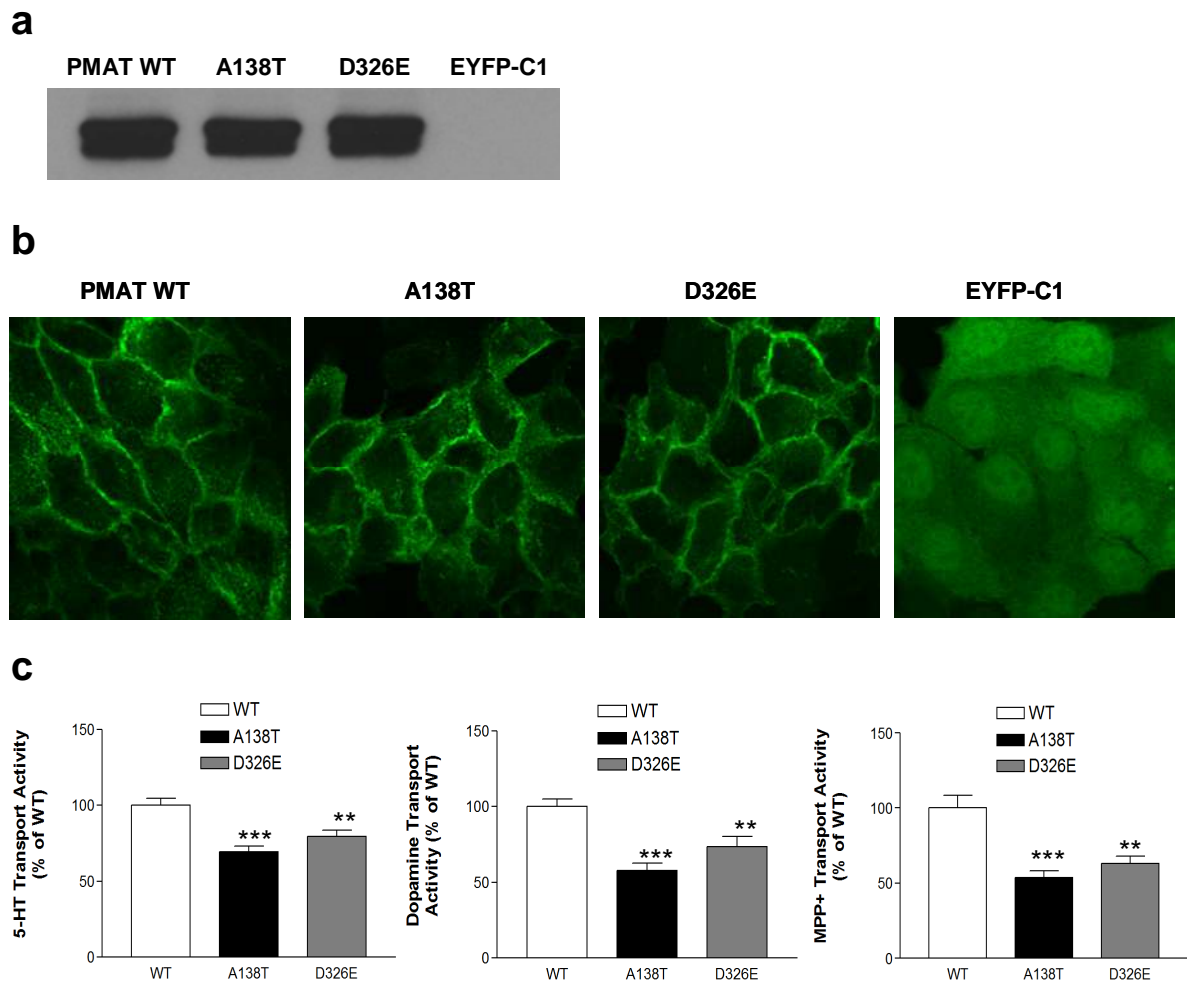 a
PMAT WT A138T D326E EYFP-C1
b
PMAT WT A138T D326E EYFP-C1
c
5-HT Transport Activity
(% of WT)
WT
A138T
D326E
150
100
50
0
***
**
WT A138T D326E
Dopamine Transport
Activity (% of WT)
WT
A138T
D326E
150
100
50
0
***
**
WT A138T D326E
MPP+ Transport Activity
(% of WT)
WT
A138T
D326E
150
100
50
0
***
**
WT A138T D326E